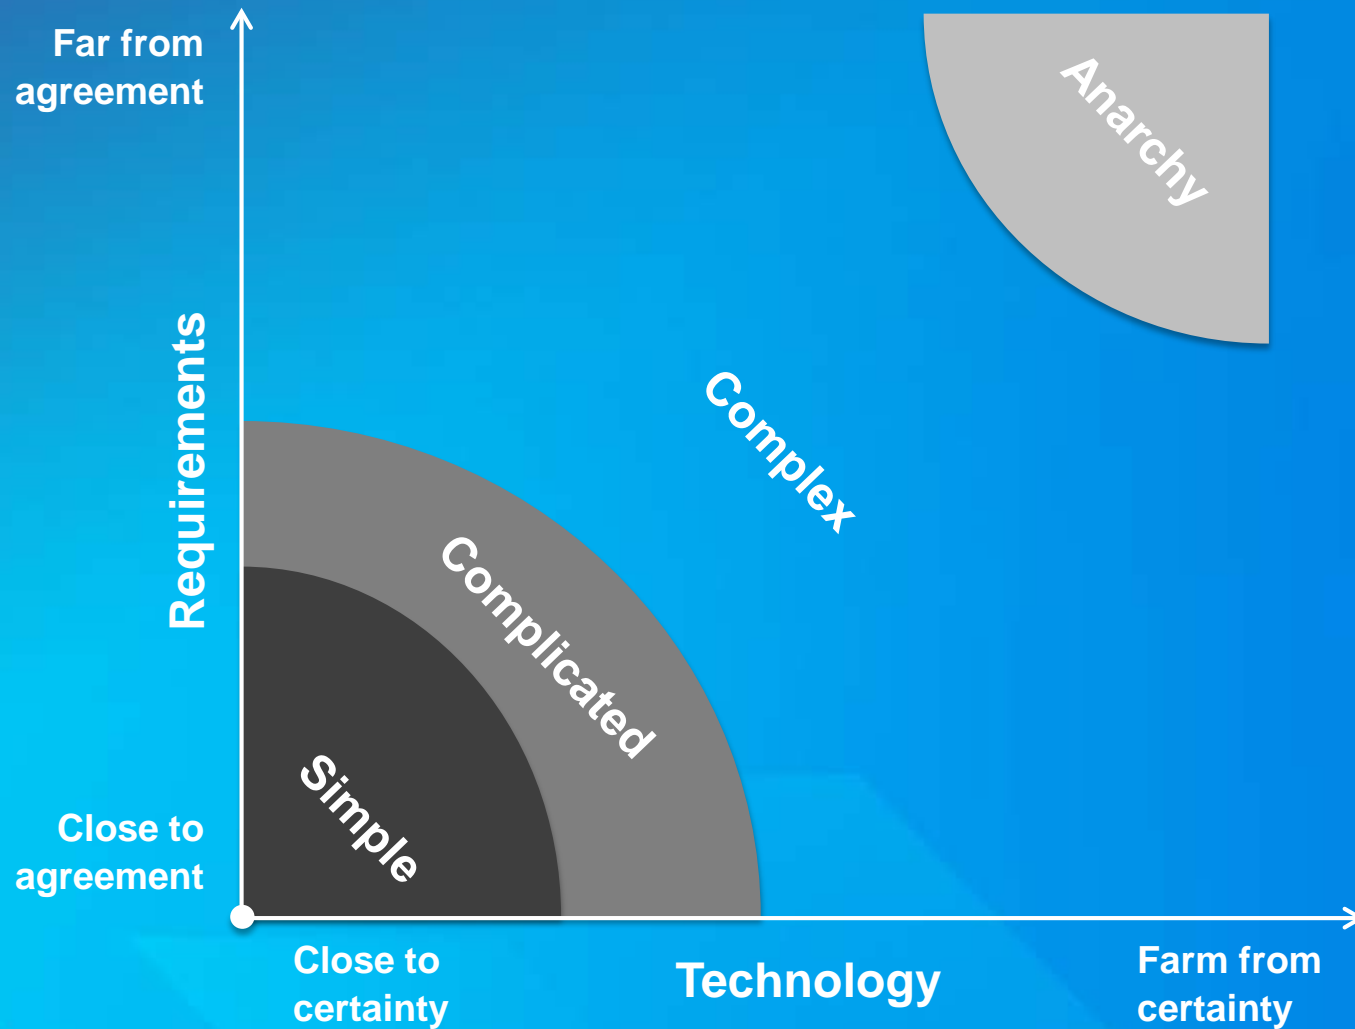 Far from
agreement
Anarchy
Requirements
Complex
Complicated
Simple
Close to
agreement
Close to
certainty
Technology
Farm from
certainty